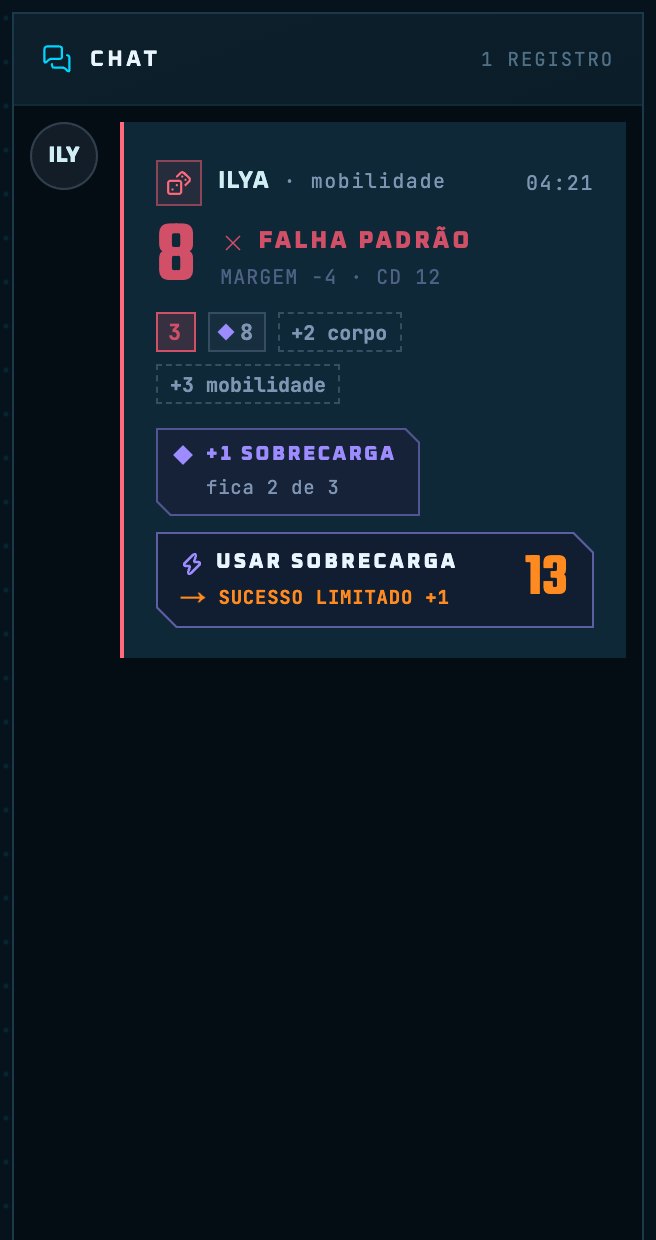 CHAT
1 REGISTRO
ILY
ILYA · mobilidade
04:21
8
× FALHA PADRÃO
MARGEM -4 · CD 12
3
◆ 8
+2 corpo
+3 mobilidade
◆ +1 SOBRECARGA
fica 2 de 3
USAR SOBRECARGA
→ SUCESSO LIMITADO +1
13